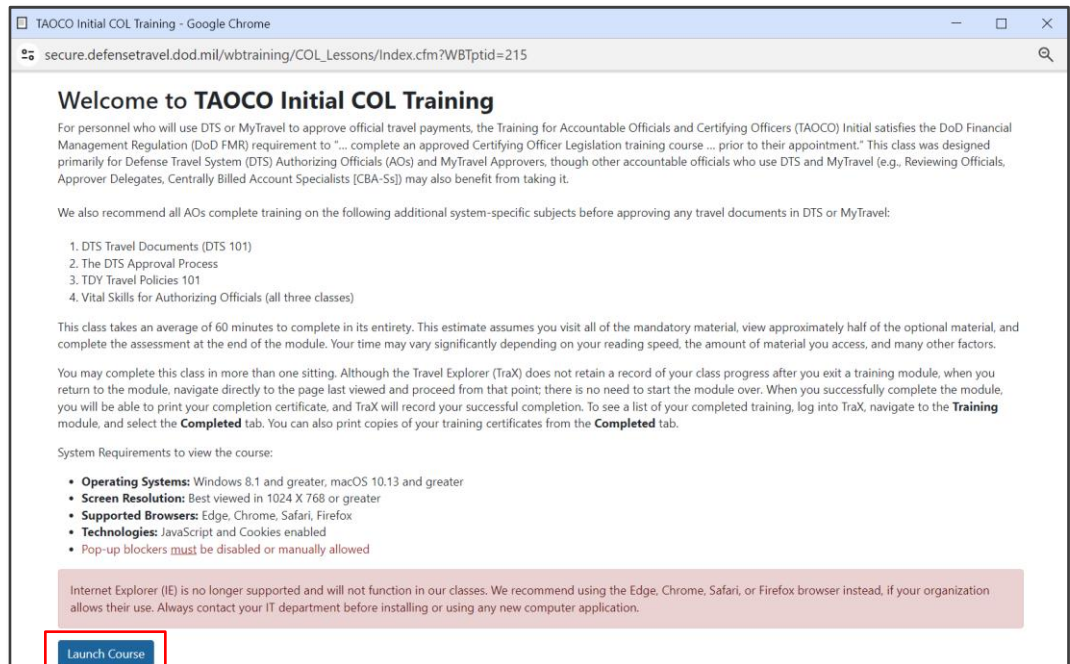 TAOCO Initial COL Training - Google Chrome
secure.defensetravel.dod.mil/wbtraining/COL_Lessons/Index.cfm?WBTptid=215
Welcome to TAOCO Initial COL Training
For personnel who will use DTS or MyTravel to approve official travel payments, the Training for Accountable Officials and Certifying Officers (TAOCO) Initial satisfies the DoD Financial
Management Regulation (DoD FMR) requirement to "... complete an approved Certifying Officer Legislation training course ... prior to their appointment." This class was designed
primarily for Defense Travel System (DTS) Authorizing Officials (AOs) and MyTravel Approvers, though other accountable officials who use DTS and MyTravel (e.g., Reviewing Officials,
Approver Delegates, Centrally Billed Account Specialists [CBA-Ss]) may also benefit from taking it.
We also recommend all AOs complete training on the following additional system-specific subjects before approving any travel documents in DTS or MyTravel:
1. DTS Travel Documents (DTS 101)
2. The DTS Approval Process
3. TDY Travel Policies 101
4. Vital Skills for Authorizing Officials (all three classes)
This class takes an average of 60 minutes to complete in its entirety. This estimate assumes you visit all of the mandatory material, view approximately half of the optional material, and
complete the assessment at the end of the module. Your time may vary significantly depending on your reading speed, the amount of material you access, and many other factors.
You may complete this class in more than one sitting. Although the Travel Explorer (TraX) does not retain a record of your class progress after you exit a training module, when you
return to the module, navigate directly to the page last viewed and proceed from that point; there is no need to start the module over. When you successfully complete the module,
you will be able to print your completion certificate, and TraX will record your successful completion. To see a list of your completed training, log into TraX, navigate to the Training
module, and select the Completed tab. You can also print copies of your training certificates from the Completed tab.
System Requirements to view the course:
• Operating Systems: Windows 8.1 and greater, macOS 10.13 and greater
• Screen Resolution: Best viewed in 1024 X 768 or greater
• Supported Browsers: Edge, Chrome, Safari, Firefox
• Technologies: JavaScript and Cookies enabled
• Pop-up blockers must be disabled or manually allowed
Internet Explorer (IE) is no longer supported and will not function in our classes. We recommend using the Edge, Chrome, Safari, or Firefox browser instead, if your organization
allows their use. Always contact your IT department before installing or using any new computer application.
Launch Course